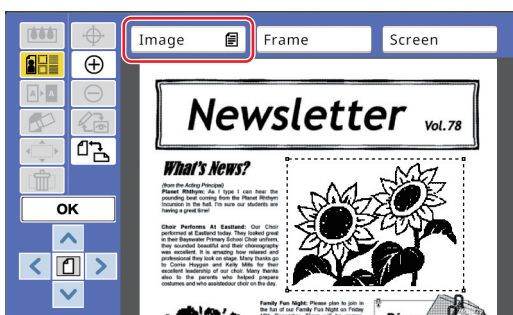 Image
Frame
Screen
A A
OK
Newsletter Vol. 78
What's News?
(from the Acting Principal)
Planet Rhthym: As I type I can hear the
pounding beat coming from the Planet Rhthym
incursion in the hall. I'm sure our students are
having a great time!
Choir Performs At Eastland: Our Choir
performed at Eastland today. They looked great
in their Bayswater Primary School Choir uniform,
they sounded beautiful and their choreography
was excellent. It is amazing how relaxed and
professional they look on stage. Many thanks go
to Corrie Huygen and Kelly Mills for their
excellent leadership of our choir. Many thanks
also to the parents who helped prepare
costumes and who assistedour choir on the day.
Family Fun Night: Please plan to join in
the fun of our Family Fun Night on Friday